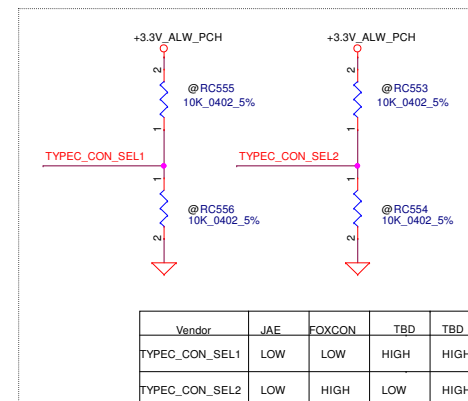 +3.3V_ALW_PCH +3.3V_ALW_PCH
2 2
@RC555 @RC553
10K_0402_5% 10K_0402_5%
1 1
TYPEC_CON_SEL1 TYPEC_CON_SEL2
1 1
@RC556 @RC554
10K_0402_5% 10K_0402_5%
2 2
Vendor JAE FOXCON TBD TBD
TYPEC_CON_SEL1 LOW LOW HIGH HIGH
TYPEC_CON_SEL2 LOW HIGH LOW HIGH